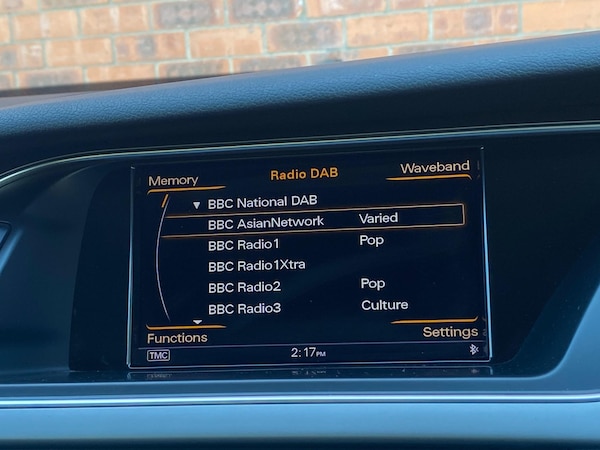 Memory
Radio DAB
Waveband
▼ BBC National DAB
BBC AsianNetwork Varied
BBC Radio1 Pop
BBC Radio1Xtra
BBC Radio2 Pop
BBC Radio3 Culture
Functions
Settings
TMC 2:17PM